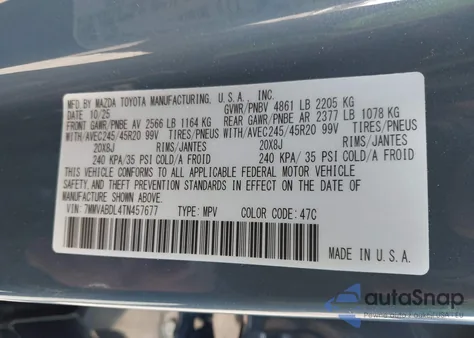 MFD. BY MAZDA TOYOTA MANUFACTURING, U.S.A., INC.
DATE 10/25 GVWR/PNBV 4861 LB 2205 KG
FRONT GAWR/PNBE AV 2566 LB 1164 KG REAR GAWR/PNBE AR 2377 LB 1078 KG
WITH/AVEC245/45R20 99V TIRES/PNEUS WITH/AVEC245/45R20 99V TIRES/PNEUS
20X8J RIMS/JANTES 20X8J RIMS/JANTES
240 KPA/35 PSI COLD/A FROID 240 KPA/35 PSI COLD/A FROID
THIS VEHICLE CONFORMS TO ALL APPLICABLE FEDERAL MOTOR VEHICLE
SAFETY, AND THEFT PREVENTION STANDARDS IN EFFECT ON THE DATE OF
MANUFACTURE SHOWN ABOVE.
VIN: 7MMVABDL4TN457677 TYPE: MPV COLOR CODE: 47C
MADE IN U.S.A.
autoSnap